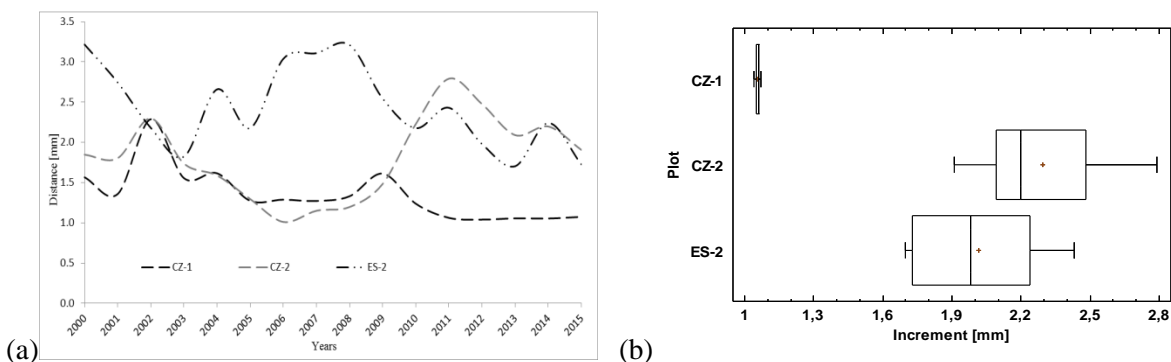 3.5
3.0
2.5
2.0
1.5
1.0
0.5
0.0
Distance [mm]
CZ-1 CZ-2 ES-2
2000 2001 2002 2003 2004 2005 2006 2007 2008 2009 2010 2011 2012 2013 2014 2015
Years
(a)
Plot
CZ-1
CZ-2
ES-2
1 1,3 1,6 1,9 2,2 2,5 2,8
Increment [mm]
(b)